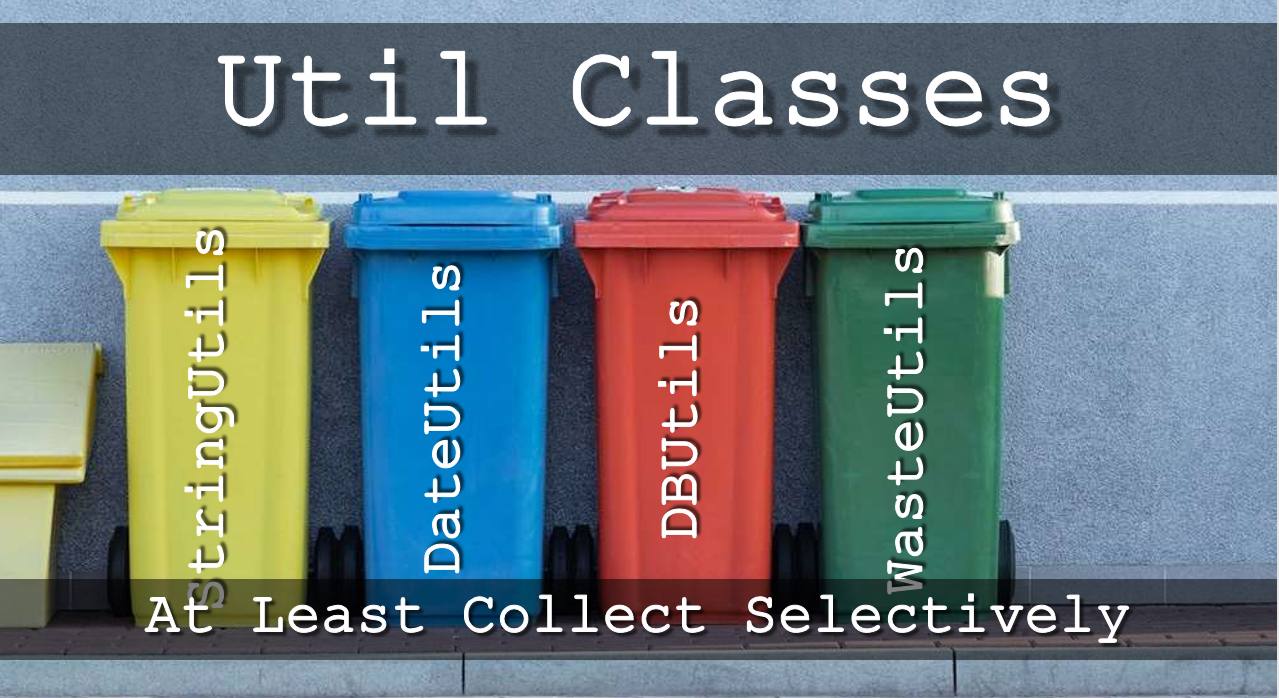 Util Classes
StringUtils
DateUtils
DBUtils
WasteUtils
At Least Collect Selectively